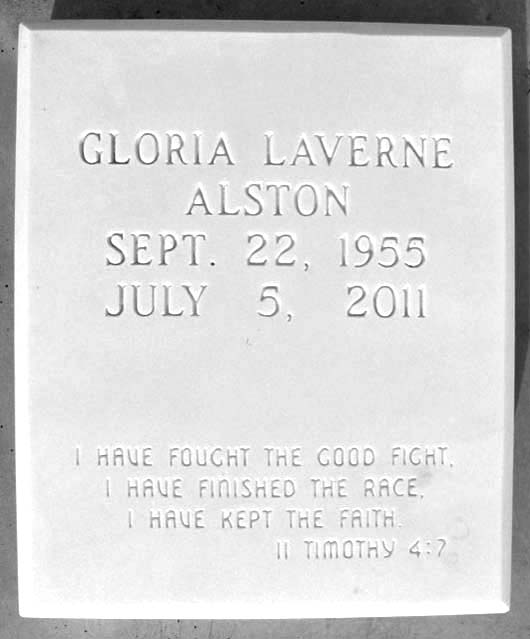 GLORIA LAVERNE
ALSTON
SEPT. 22, 1955
JULY 5, 2011
I HAVE FOUGHT THE GOOD FIGHT,
I HAVE FINISHED THE RACE,
I HAVE KEPT THE FAITH.
II TIMOTHY 4:7